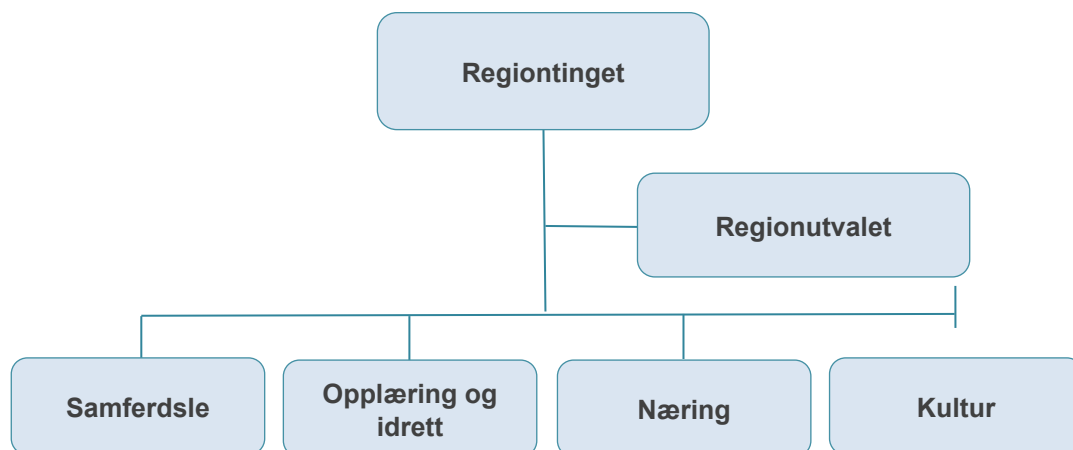 Regiontinget
Regionutvalet
Samferdsle
Opplæring og
idrett
Næring
Kultur